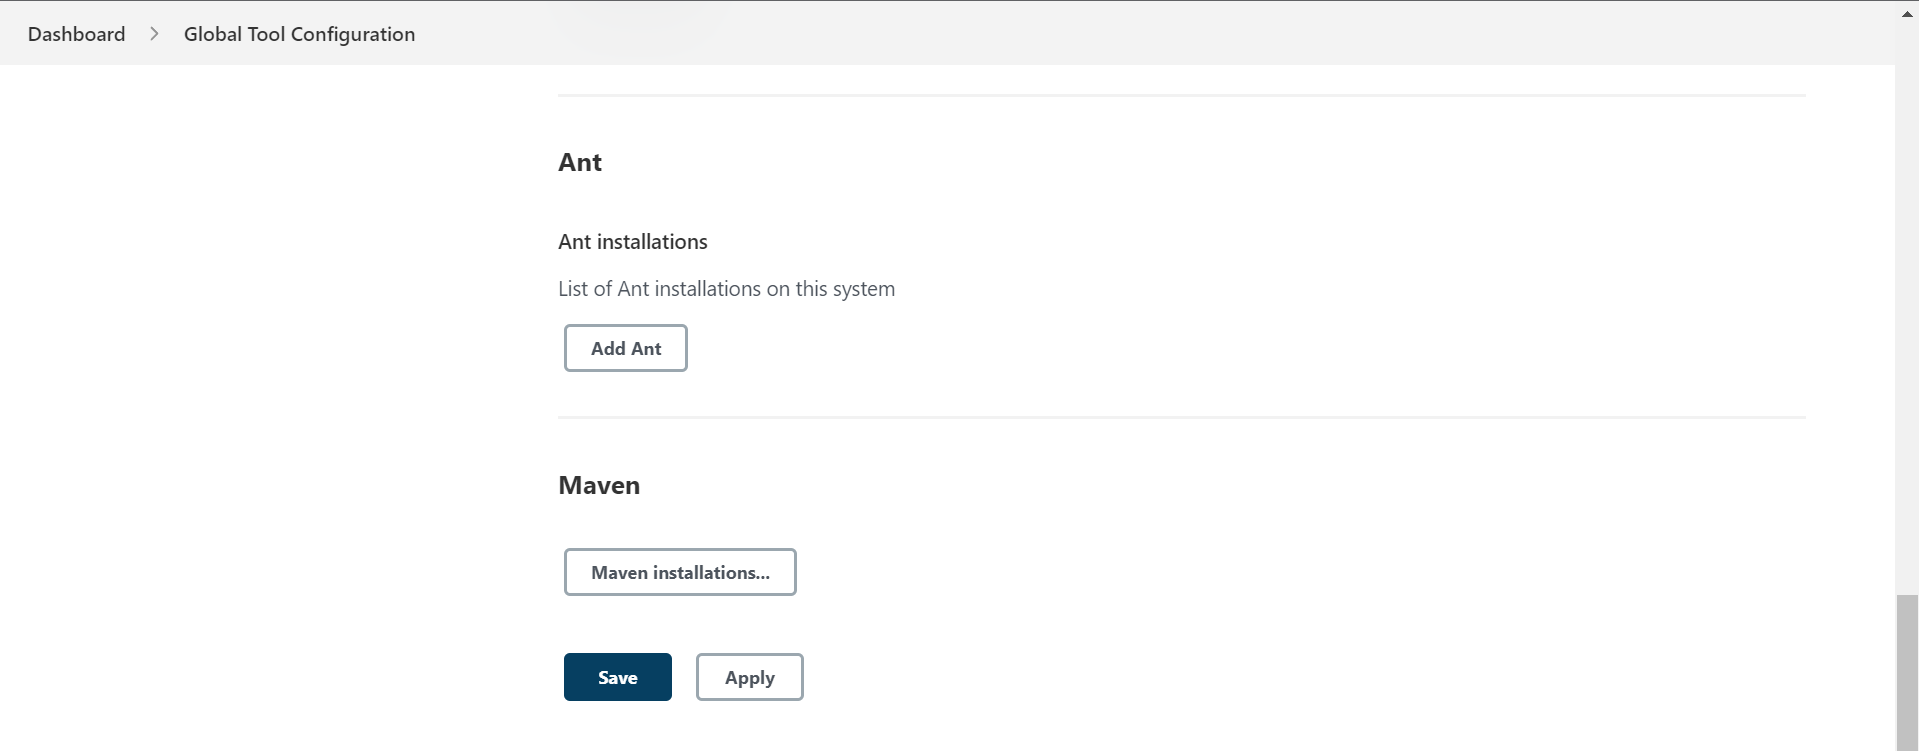 Dashboard > Global Tool Configuration
Ant
Ant installations
List of Ant installations on this system
Add Ant
Maven
Maven installations...
Save Apply